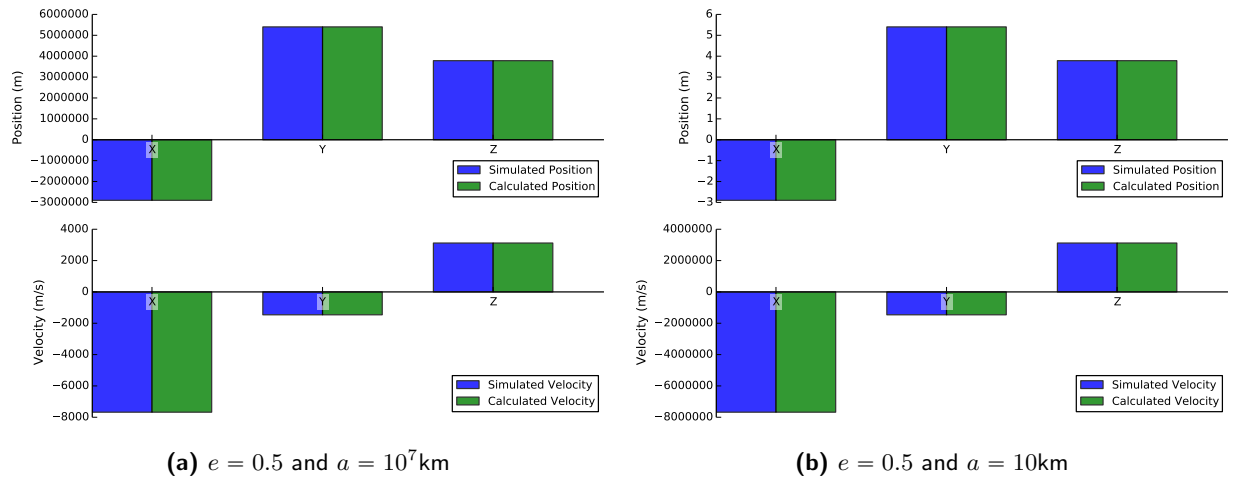 6000000
5000000
4000000
3000000
2000000
1000000
0
−1000000
−2000000
−3000000
Position (m)
X
Y
Z
Simulated Position
Calculated Position
4000
2000
0
−2000
−4000
−6000
−8000
Velocity (m/s)
X
Y
Z
Simulated Velocity
Calculated Velocity
(a) e = 0.5 and a = 10⁷km
6
5
4
3
2
1
0
−1
−2
−3
Position (m)
X
Y
Z
Simulated Position
Calculated Position
4000000
2000000
0
−2000000
−4000000
−6000000
−8000000
Velocity (m/s)
X
Y
Z
Simulated Velocity
Calculated Velocity
(b) e = 0.5 and a = 10km